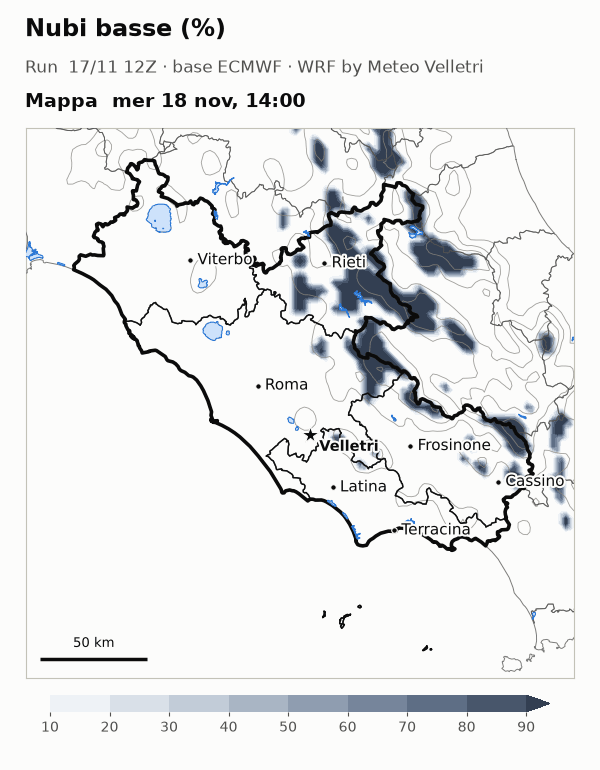 Nubi basse (%)
Run  17/11 12Z · base ECMWF · WRF by Meteo Velletri
Mappa  mer 18 nov, 14:00
Viterbo
Rieti
Roma
Velletri
Frosinone
Latina
Cassino
Terracina
50 km
10 20 30 40 50 60 70 80 90